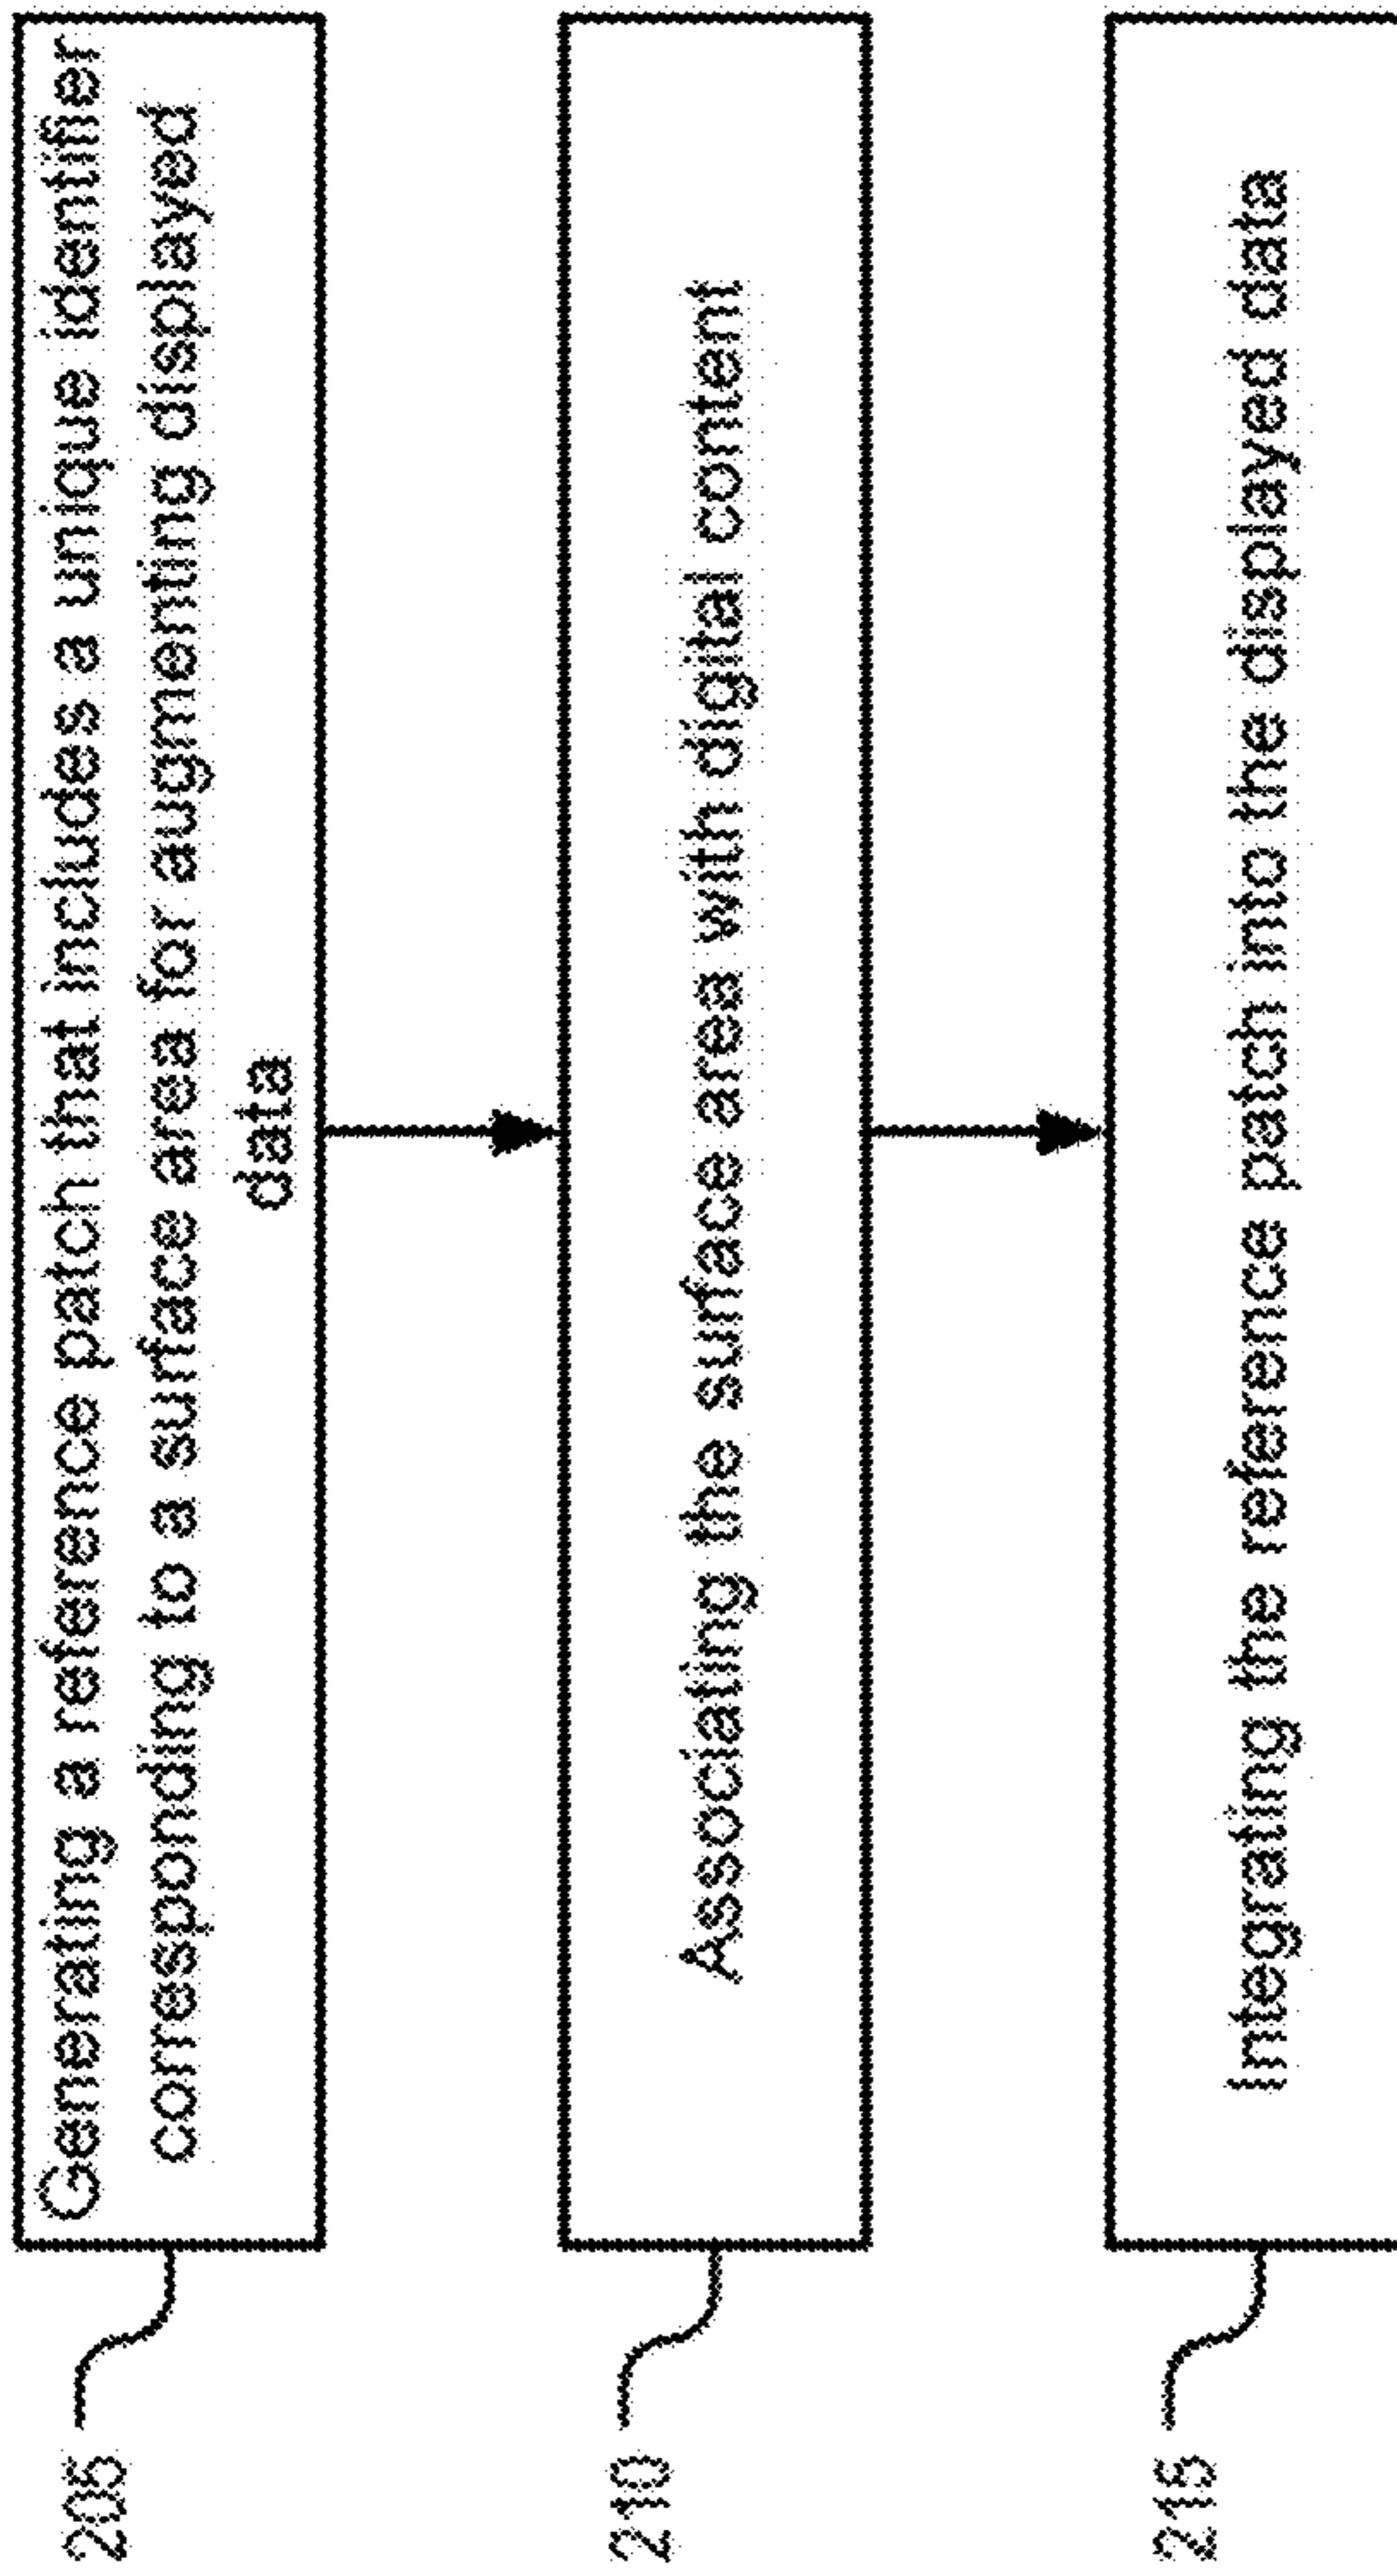 205
Generating a reference patch that includes a unique identifier
corresponding to a surface area for augmenting displayed
data
210
Associating the surface area with digital content
215
Integrating the reference patch into the displayed data